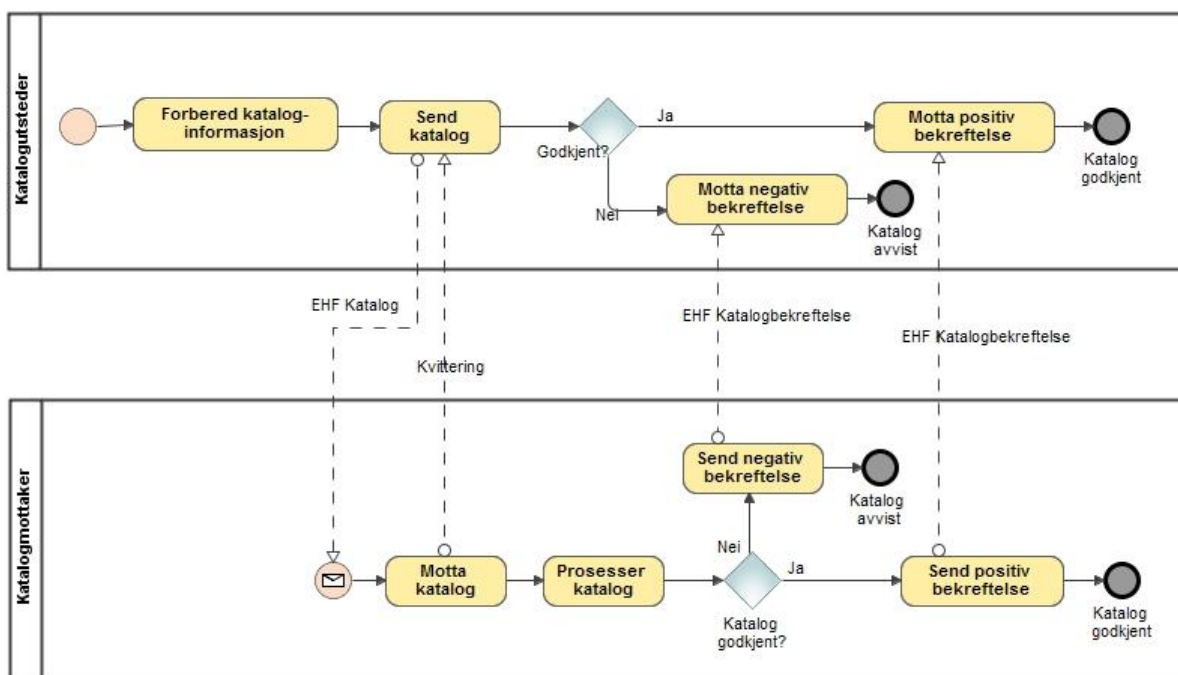 Katalogutsteder
Forbered katalog-
informasjon
Send
katalog
Godkjent?
Ja
Motta positiv
bekreftelse
Katalog
godkjent
Nei
Motta negativ
bekreftelse
Katalog
avvist
EHF Katalog
Kvittering
EHF Katalogbekreftelse
EHF Katalogbekreftelse
Katalogmottaker
Motta
katalog
Prosesser
katalog
Katalog
godkjent?
Nei
Send negativ
bekreftelse
Katalog
avvist
Ja
Send positiv
bekreftelse
Katalog
godkjent